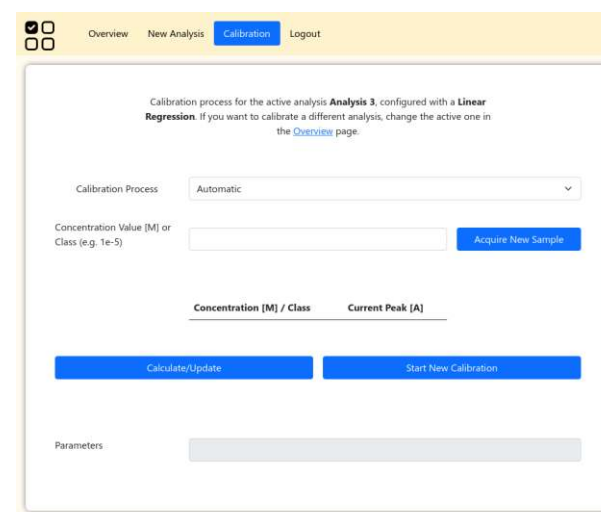 Overview New Analysis Calibration Logout
Calibration process for the active analysis Analysis 3, configured with a Linear
Regression. If you want to calibrate a different analysis, change the active one in
the Overview page.
Calibration Process Automatic
Concentration Value [M] or
Class (e.g. 1e-5)
Acquire New Sample
Concentration [M] / Class Current Peak [A]
Calculate/Update Start New Calibration
Parameters